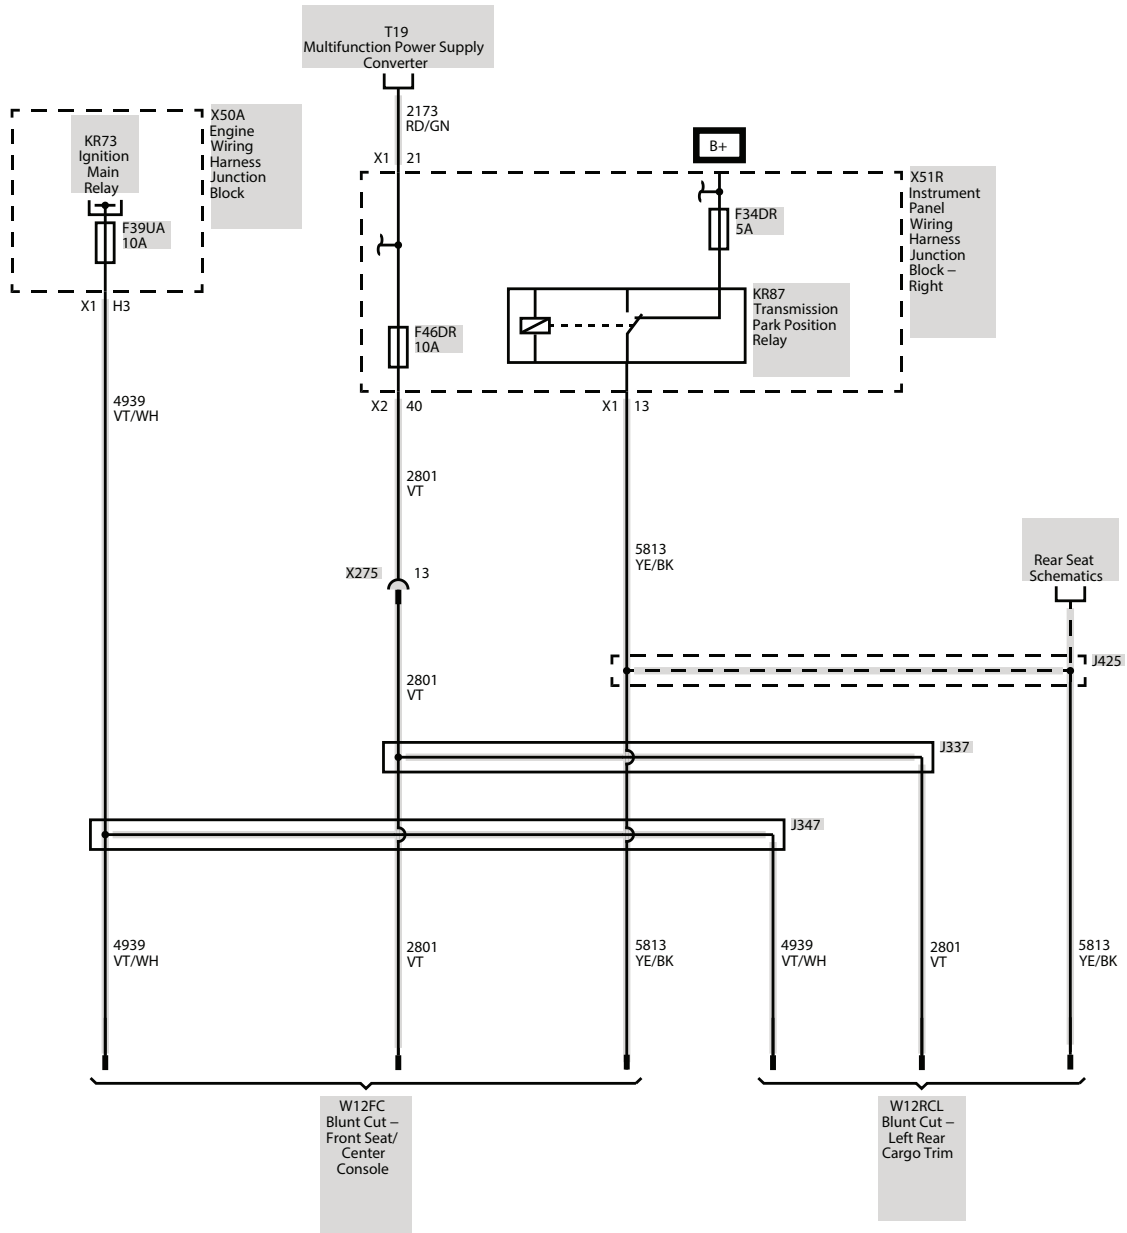 T19
Multifunction Power Supply
Converter
2173
RD/GN
X50A
Engine
Wiring
Harness
Junction
Block
KR73
Ignition
Main
Relay
F39UA
10A
X1 H3
X1 21
B+
X51R
Instrument
Panel
Wiring
Harness
Junction
Block –
Right
F34DR
5A
KR87
Transmission
Park Position
Relay
F46DR
10A
X2 40
X1 13
4939
VT/WH
2801
VT
5813
YE/BK
X275 13
Rear Seat
Schematics
J425
2801
VT
J337
J347
4939
VT/WH
2801
VT
5813
YE/BK
4939
VT/WH
2801
VT
5813
YE/BK
W12FC
Blunt Cut –
Front Seat/
Center
Console
W12RCL
Blunt Cut –
Left Rear
Cargo Trim